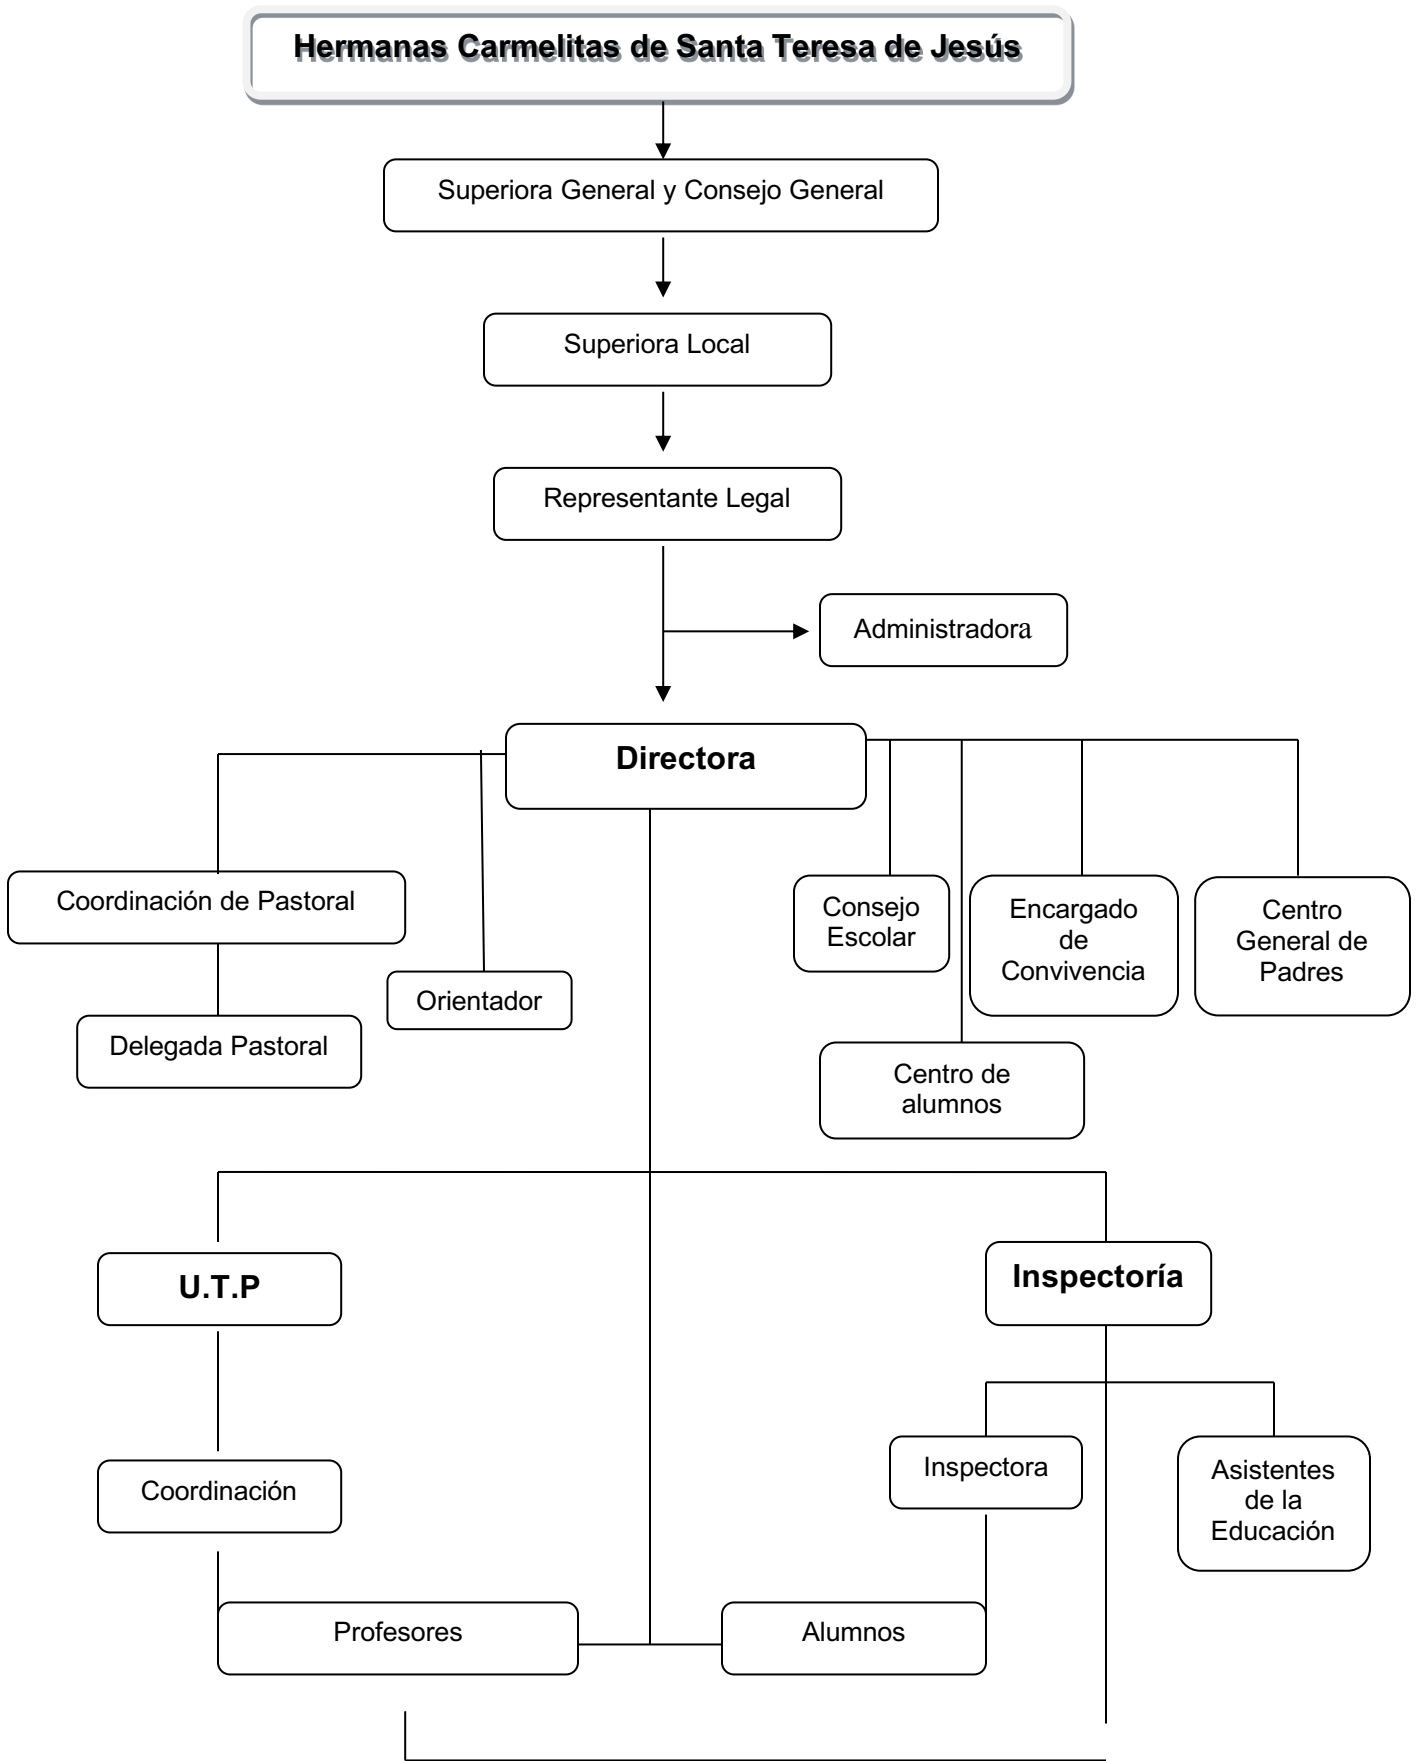 Hermanas Carmelitas de Santa Teresa de Jesús
Superiora General y Consejo General
Superiora Local
Representante Legal
Administradora
Directora
Coordinación de Pastoral
Delegada Pastoral
Orientador
Consejo
Escolar
Encargado
de
Convivencia
Centro
General de
Padres
Centro de
alumnos
U.T.P
Inspectoría
Coordinación
Inspectora
Asistentes
de la
Educación
Profesores
Alumnos